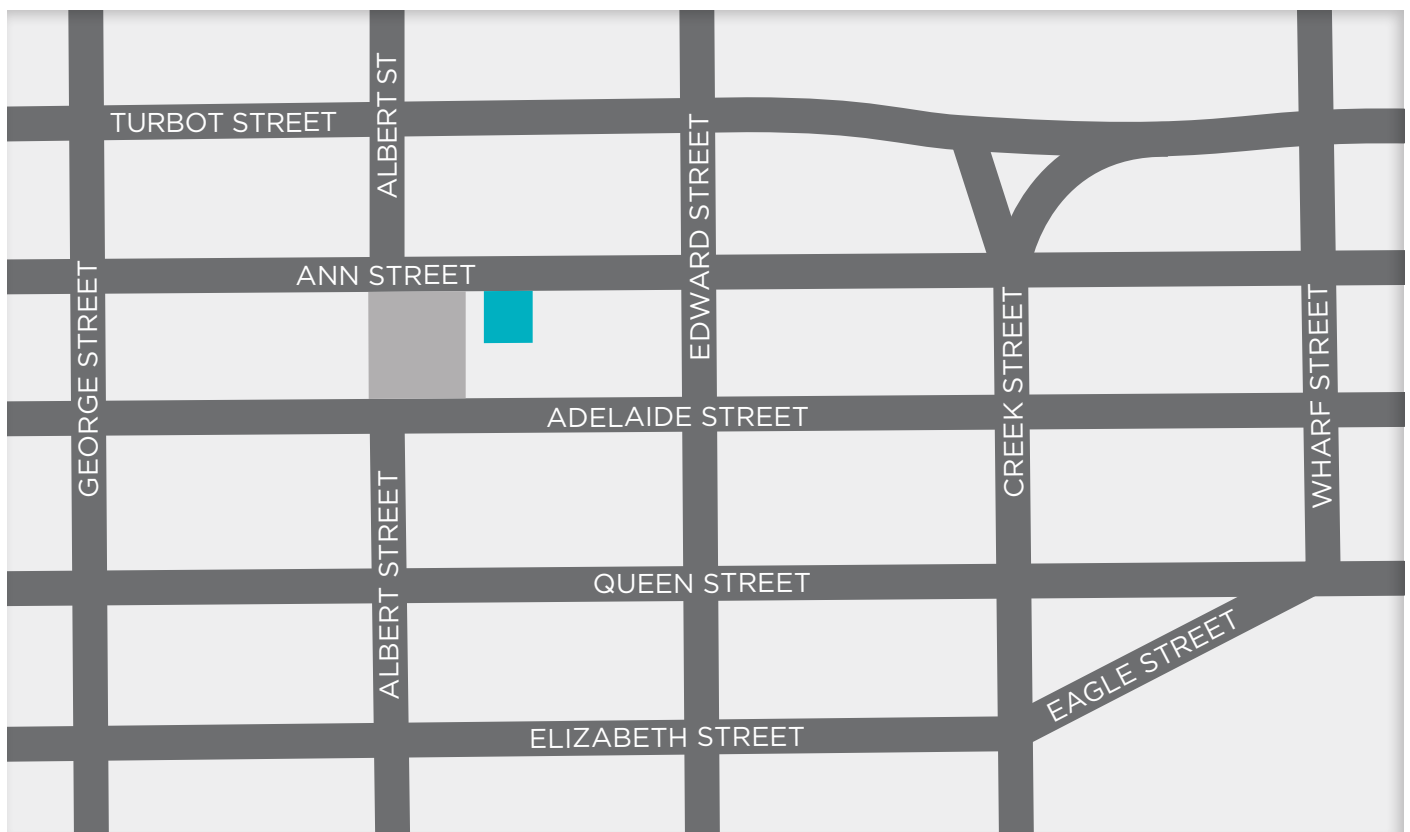 TURBOT STREET
ALBERT ST
EDWARD STREET
ANN STREET
GEORGE STREET
CREEK STREET
WHARF STREET
ADELAIDE STREET
ALBERT STREET
QUEEN STREET
EAGLE STREET
ELIZABETH STREET